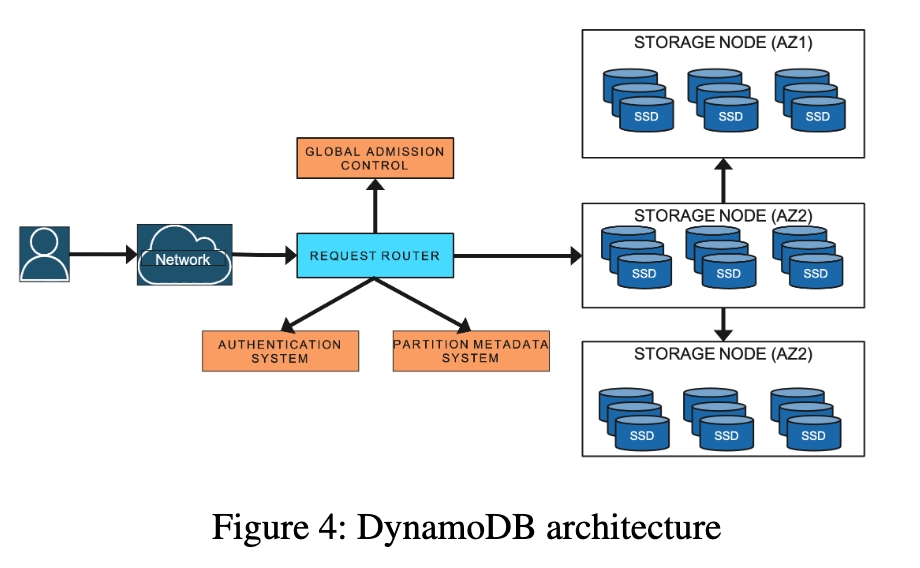 STORAGE NODE (AZ1)
SSD SSD SSD
GLOBAL ADMISSION
CONTROL
Network
REQUEST ROUTER
STORAGE NODE (AZ2)
SSD SSD SSD
AUTHENTICATION
SYSTEM
PARTITION METADATA
SYSTEM
STORAGE NODE (AZ2)
SSD SSD SSD
Figure 4: DynamoDB architecture